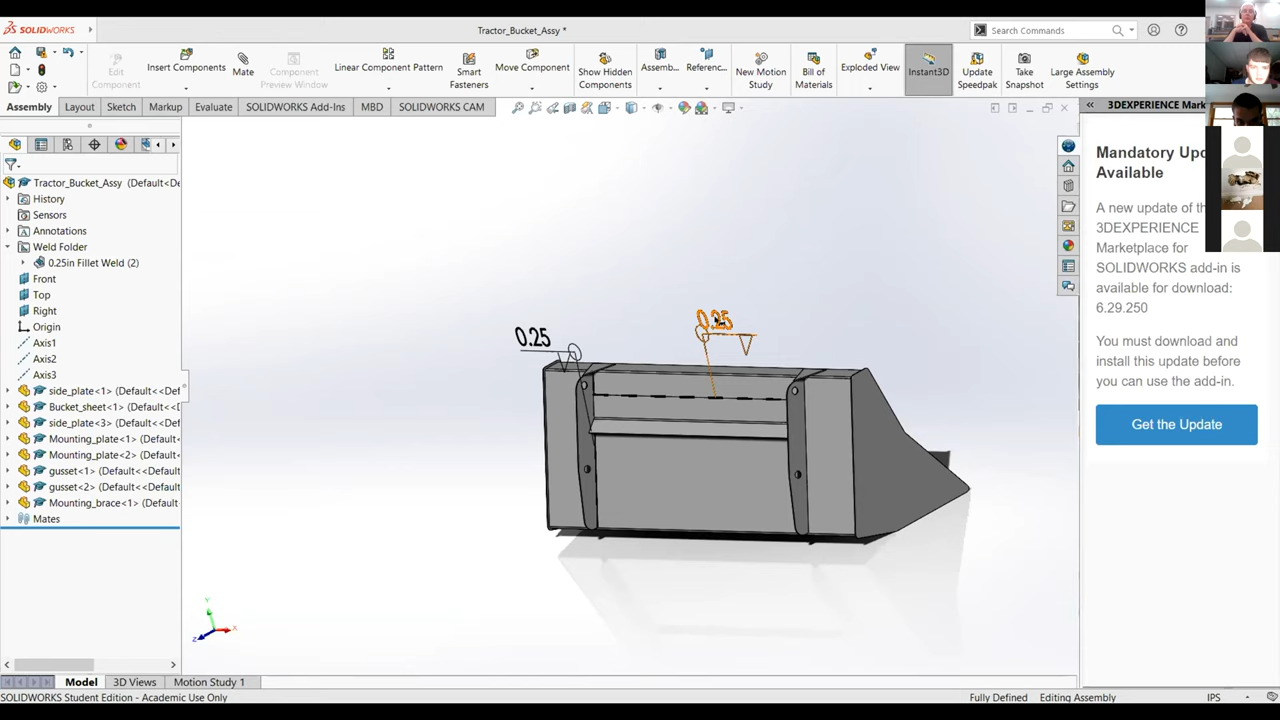 SOLIDWORKS
Tractor_Bucket_Assy *
Search Commands
Edit Component
Insert Components
Mate
Component Preview Window
Linear Component Pattern
Smart Fasteners
Move Component
Show Hidden Components
Assemb...
Referenc...
New Motion Study
Bill of Materials
Exploded View
Instant3D
Update Speedpak
Take Snapshot
Large Assembly Settings
Assembly
Layout
Sketch
Markup
Evaluate
SOLIDWORKS Add-Ins
MBD
SOLIDWORKS CAM
3DEXPERIENCE Mark
Tractor_Bucket_Assy (Default<De
History
Sensors
Annotations
Weld Folder
0.25in Fillet Weld (2)
Front
Top
Right
Origin
Axis1
Axis2
Axis3
side_plate<1> (Default<<Def
Bucket_sheet<1> (Default<<D
side_plate<3> (Default<<Def
Mounting_plate<1> (Default<
Mounting_plate<2> (Default<
gusset<1> (Default<<Default
gusset<2> (Default<<Default
Mounting_brace<1> (Default
Mates
0.25
0.25
Y
X
Z
Mandatory Upd
Available
A new update of th
3DEXPERIENCE
Marketplace for
SOLIDWORKS add-in is
available for download:
6.29.250
You must download and
install this update before
you can use the add-in.
Get the Update
Model
3D Views
Motion Study 1
SOLIDWORKS Student Edition - Academic Use Only
Fully Defined
Editing Assembly
IPS